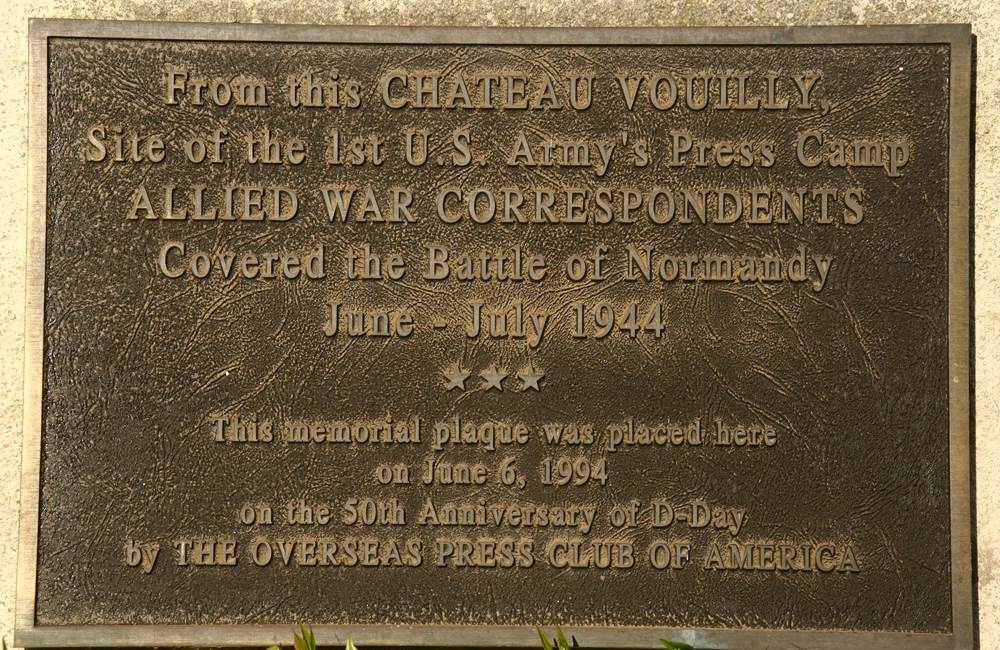 From this CHATEAU VOUILLY,
Site of the 1st U.S. Army's Press Camp
ALLIED WAR CORRESPONDENTS
Covered the Battle of Normandy
June - July 1944
This memorial plaque was placed here
on June 6, 1994
on the 50th Anniversary of D-Day
by THE OVERSEAS PRESS CLUB OF AMERICA